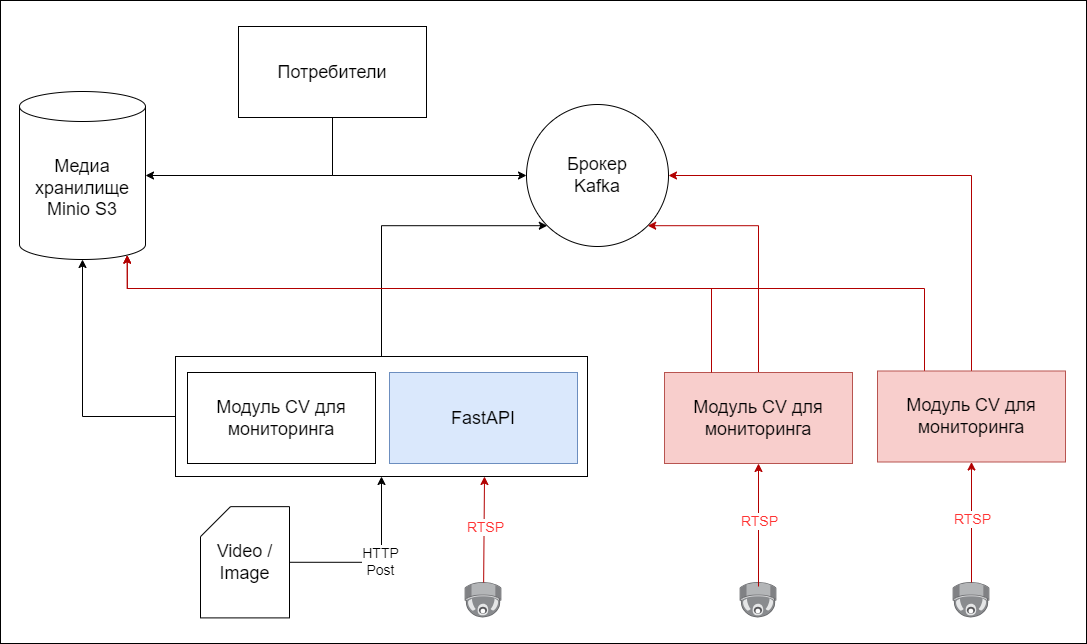 Потребители
Медиа
хранилище
Minio S3
Брокер
Kafka
Модуль CV для
мониторинга
FastAPI
Модуль CV для
мониторинга
Модуль CV для
мониторинга
Video /
Image
HTTP
Post
RTSP
RTSP
RTSP